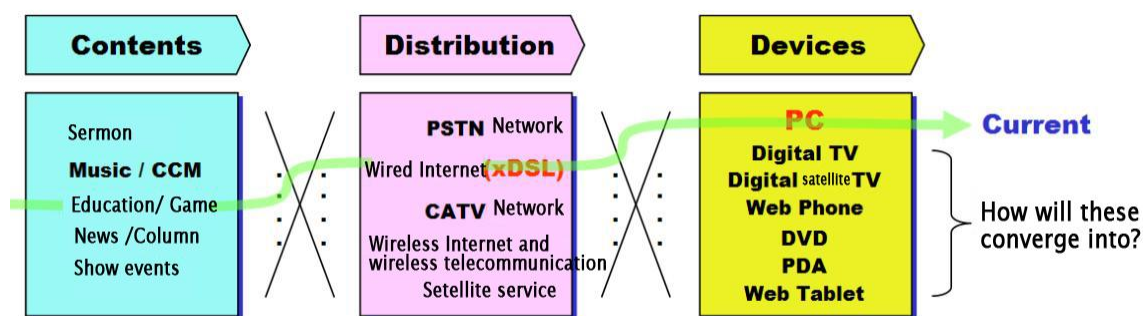 Contents
Sermon
Music / CCM
Education/ Game
News /Column
Show events
Distribution
PSTN Network
Wired Internet(xDSL)
CATV Network
Wireless Internet and
wireless telecommunication
Setellite service
Devices
PC
Digital TV
Digital satellite TV
Web Phone
DVD
PDA
Web Tablet
Current
How will these
converge into?